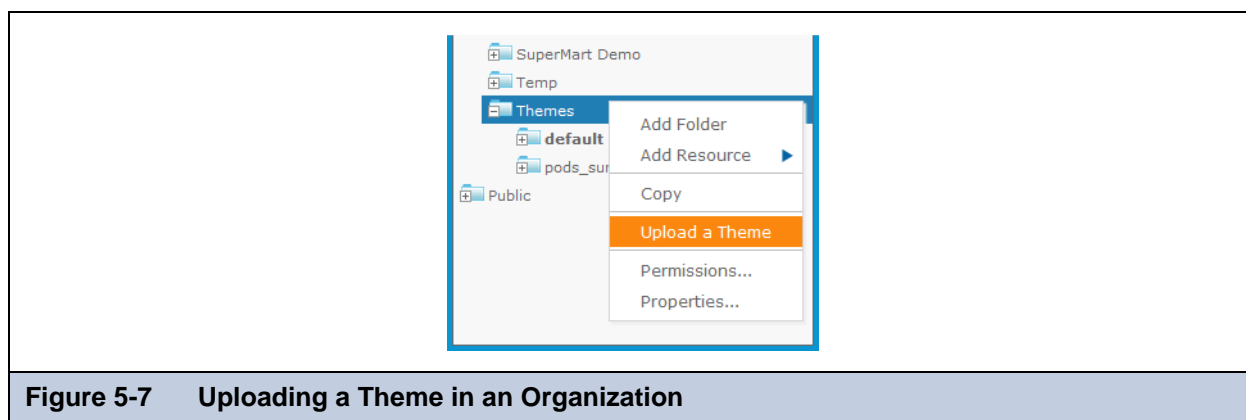 SuperMart Demo
Temp
Themes
Add Folder
default
Add Resource
pods_sur
Copy
Public
Upload a Theme
Permissions...
Properties...
Figure 5-7 Uploading a Theme in an Organization